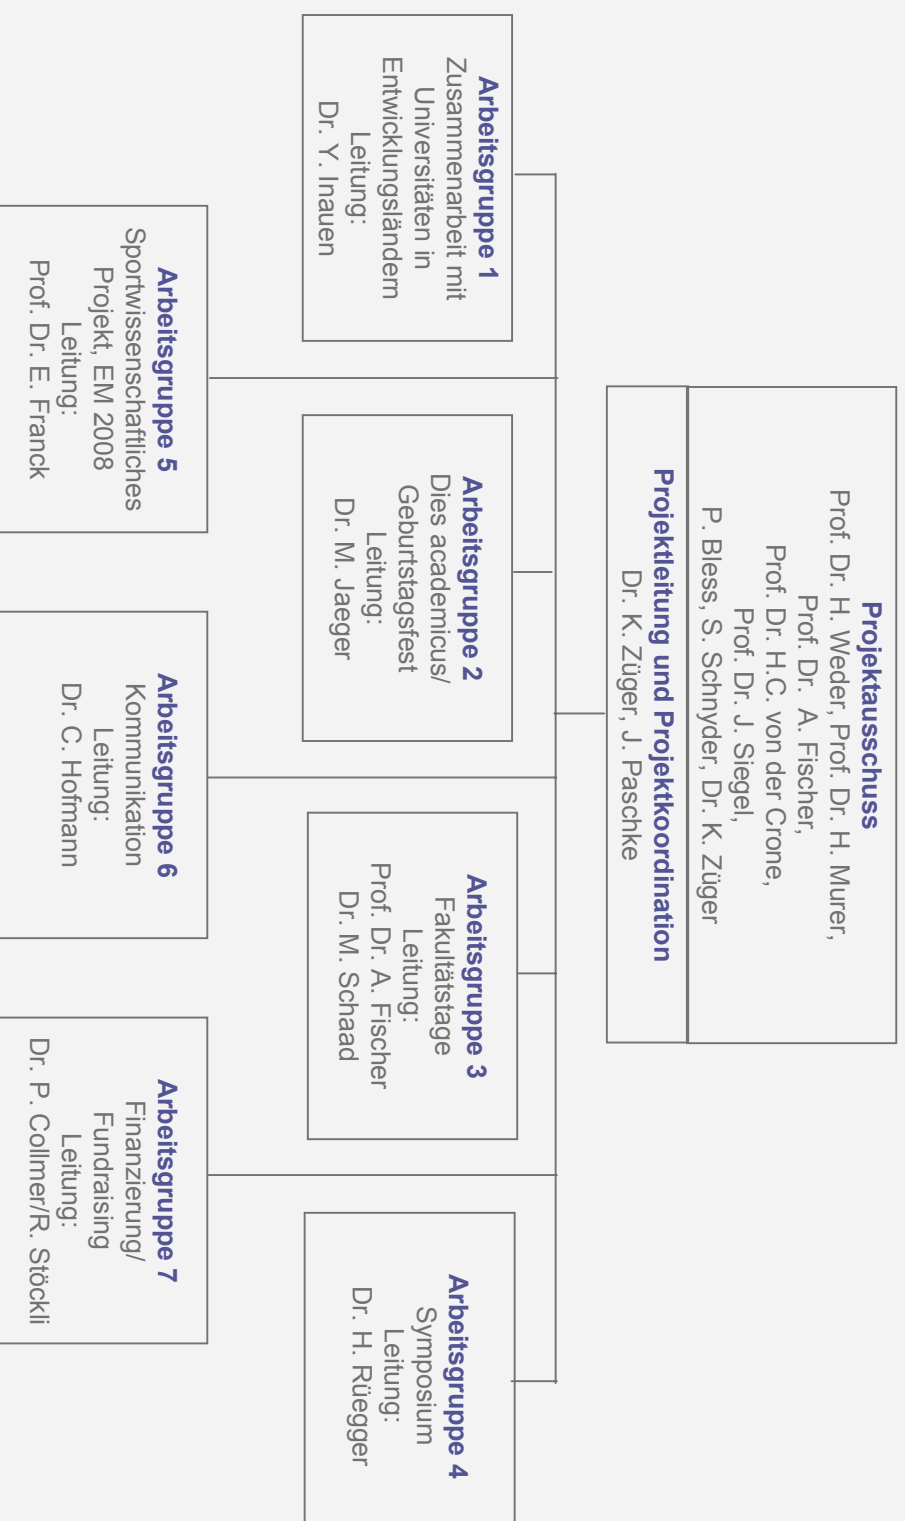 Projektausschuss
Prof. Dr. H. Weder, Prof. Dr. H. Murer,
Prof. Dr. A. Fischer,
Prof. Dr. H.C. von der Crone,
Prof. Dr. J. Siegel,
P. Bless, S. Schnyder, Dr. K. Züger
Projektleitung und Projektkoordination
Dr. K. Züger, J. Paschke
Arbeitsgruppe 1
Zusammenarbeit mit
Universitäten in
Entwicklungsländern
Leitung:
Dr. Y. Inauen
Arbeitsgruppe 2
Dies academicus/
Geburtstagsfest
Leitung:
Dr. M. Jaeger
Arbeitsgruppe 3
Fakultätstage
Leitung:
Prof. Dr. A. Fischer
Dr. M. Schaad
Arbeitsgruppe 4
Symposium
Leitung:
Dr. H. Rüegger
Arbeitsgruppe 5
Sportwissenschaftliches
Projekt, EM 2008
Leitung:
Prof. Dr. E. Franck
Arbeitsgruppe 6
Kommunikation
Leitung:
Dr. C. Hofmann
Arbeitsgruppe 7
Finanzierung/
Fundraising
Leitung:
Dr. P. Collmer/R. Stöckli